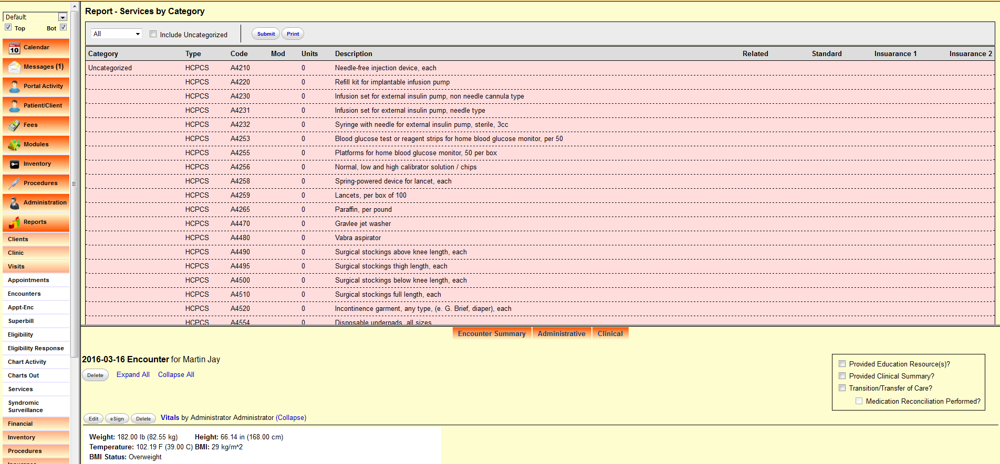 Default
Top Bot
10
Calendar
Messages (1)
Portal Activity
Patient/Client
Fees
Modules
Inventory
Procedures
Administration
Reports
Clients
Clinic
Visits
Appointments
Encounters
Appt-Enc
Superbill
Eligibility
Eligibility Response
Chart Activity
Charts Out
Services
Syndromic
Surveillance
Financial
Inventory
Procedures
Insurance
Report - Services by Category
All Include Uncategorized Submit Print
Category Type Code Mod Units Description Related Standard Insuarance 1 Insuarance 2
Uncategorized HCPCS A4210 0 Needle-free injection device, each
HCPCS A4220 0 Refill kit for implantable infusion pump
HCPCS A4230 0 Infusion set for external insulin pump, non needle cannula type
HCPCS A4231 0 Infusion set for external insulin pump, needle type
HCPCS A4232 0 Syringe with needle for external insulin pump, sterile, 3cc
HCPCS A4253 0 Blood glucose test or reagent strips for home blood glucose monitor, per 50
HCPCS A4255 0 Platforms for home blood glucose monitor, 50 per box
HCPCS A4256 0 Normal, low and high calibrator solution / chips
HCPCS A4258 0 Spring-powered device for lancet, each
HCPCS A4259 0 Lancets, per box of 100
HCPCS A4265 0 Paraffin, per pound
HCPCS A4470 0 Gravlee jet washer
HCPCS A4480 0 Vabra aspirator
HCPCS A4490 0 Surgical stockings above knee length, each
HCPCS A4495 0 Surgical stockings thigh length, each
HCPCS A4500 0 Surgical stockings below knee length, each
HCPCS A4510 0 Surgical stockings full length, each
HCPCS A4520 0 Incontinence garment, any type, (e. G. Brief, diaper), each
HCPCS A4554 0 Disposable underpads, all sizes
Encounter Summary Administrative Clinical
2016-03-16 Encounter for Martin Jay
Delete Expand All Collapse All
Provided Education Resource(s)?
Provided Clinical Summary?
Transition/Transfer of Care?
Medication Reconciliation Performed?
Edit eSign Delete Vitals by Administrator Administrator (Collapse)
Weight: 182.00 lb (82.55 kg) Height: 66.14 in (168.00 cm)
Temperature: 102.19 F (39.00 C) BMI: 29 kg/m^2
BMI Status: Overweight